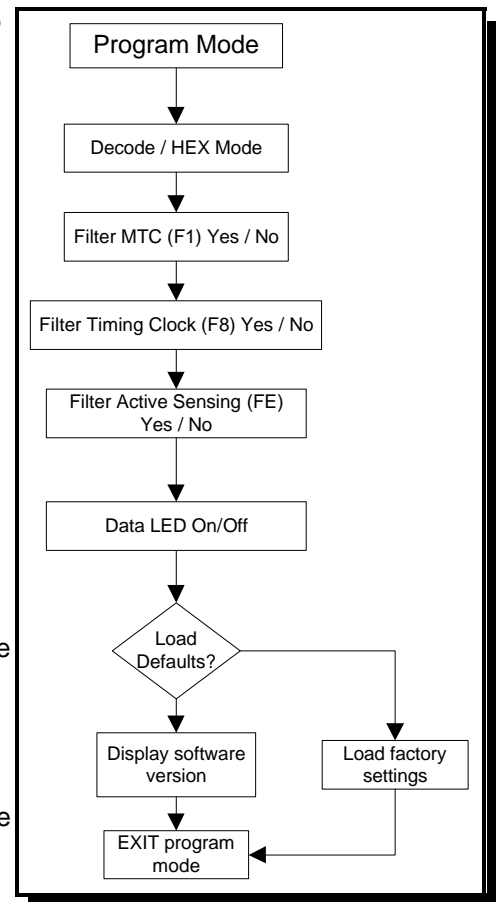 Program Mode
Decode / HEX Mode
Filter MTC (F1) Yes / No
Filter Timing Clock (F8) Yes / No
Filter Active Sensing (FE)
Yes / No
Data LED On/Off
Load
Defaults?
Display software
version
Load factory
settings
EXIT program
mode